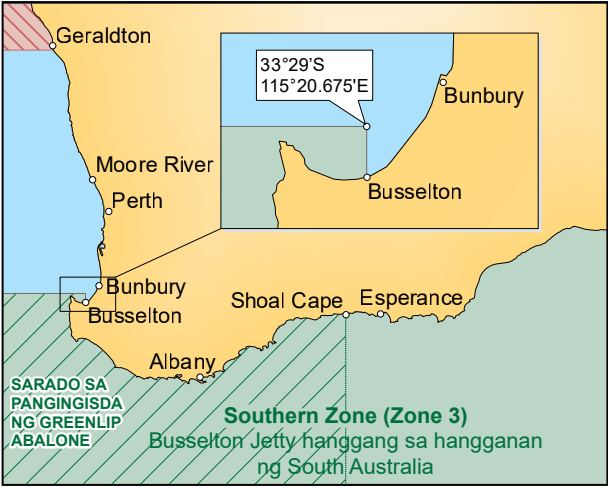 Geraldton
33°29'S
115°20.675'E
Bunbury
Busselton
Moore River
Perth
Bunbury
Busselton
Shoal Cape
Esperance
Albany
SARADO SA
PANGINGISDA
NG GREENLIP
ABALONE
Southern Zone (Zone 3)
Busselton Jetty hanggang sa hangganan
ng South Australia